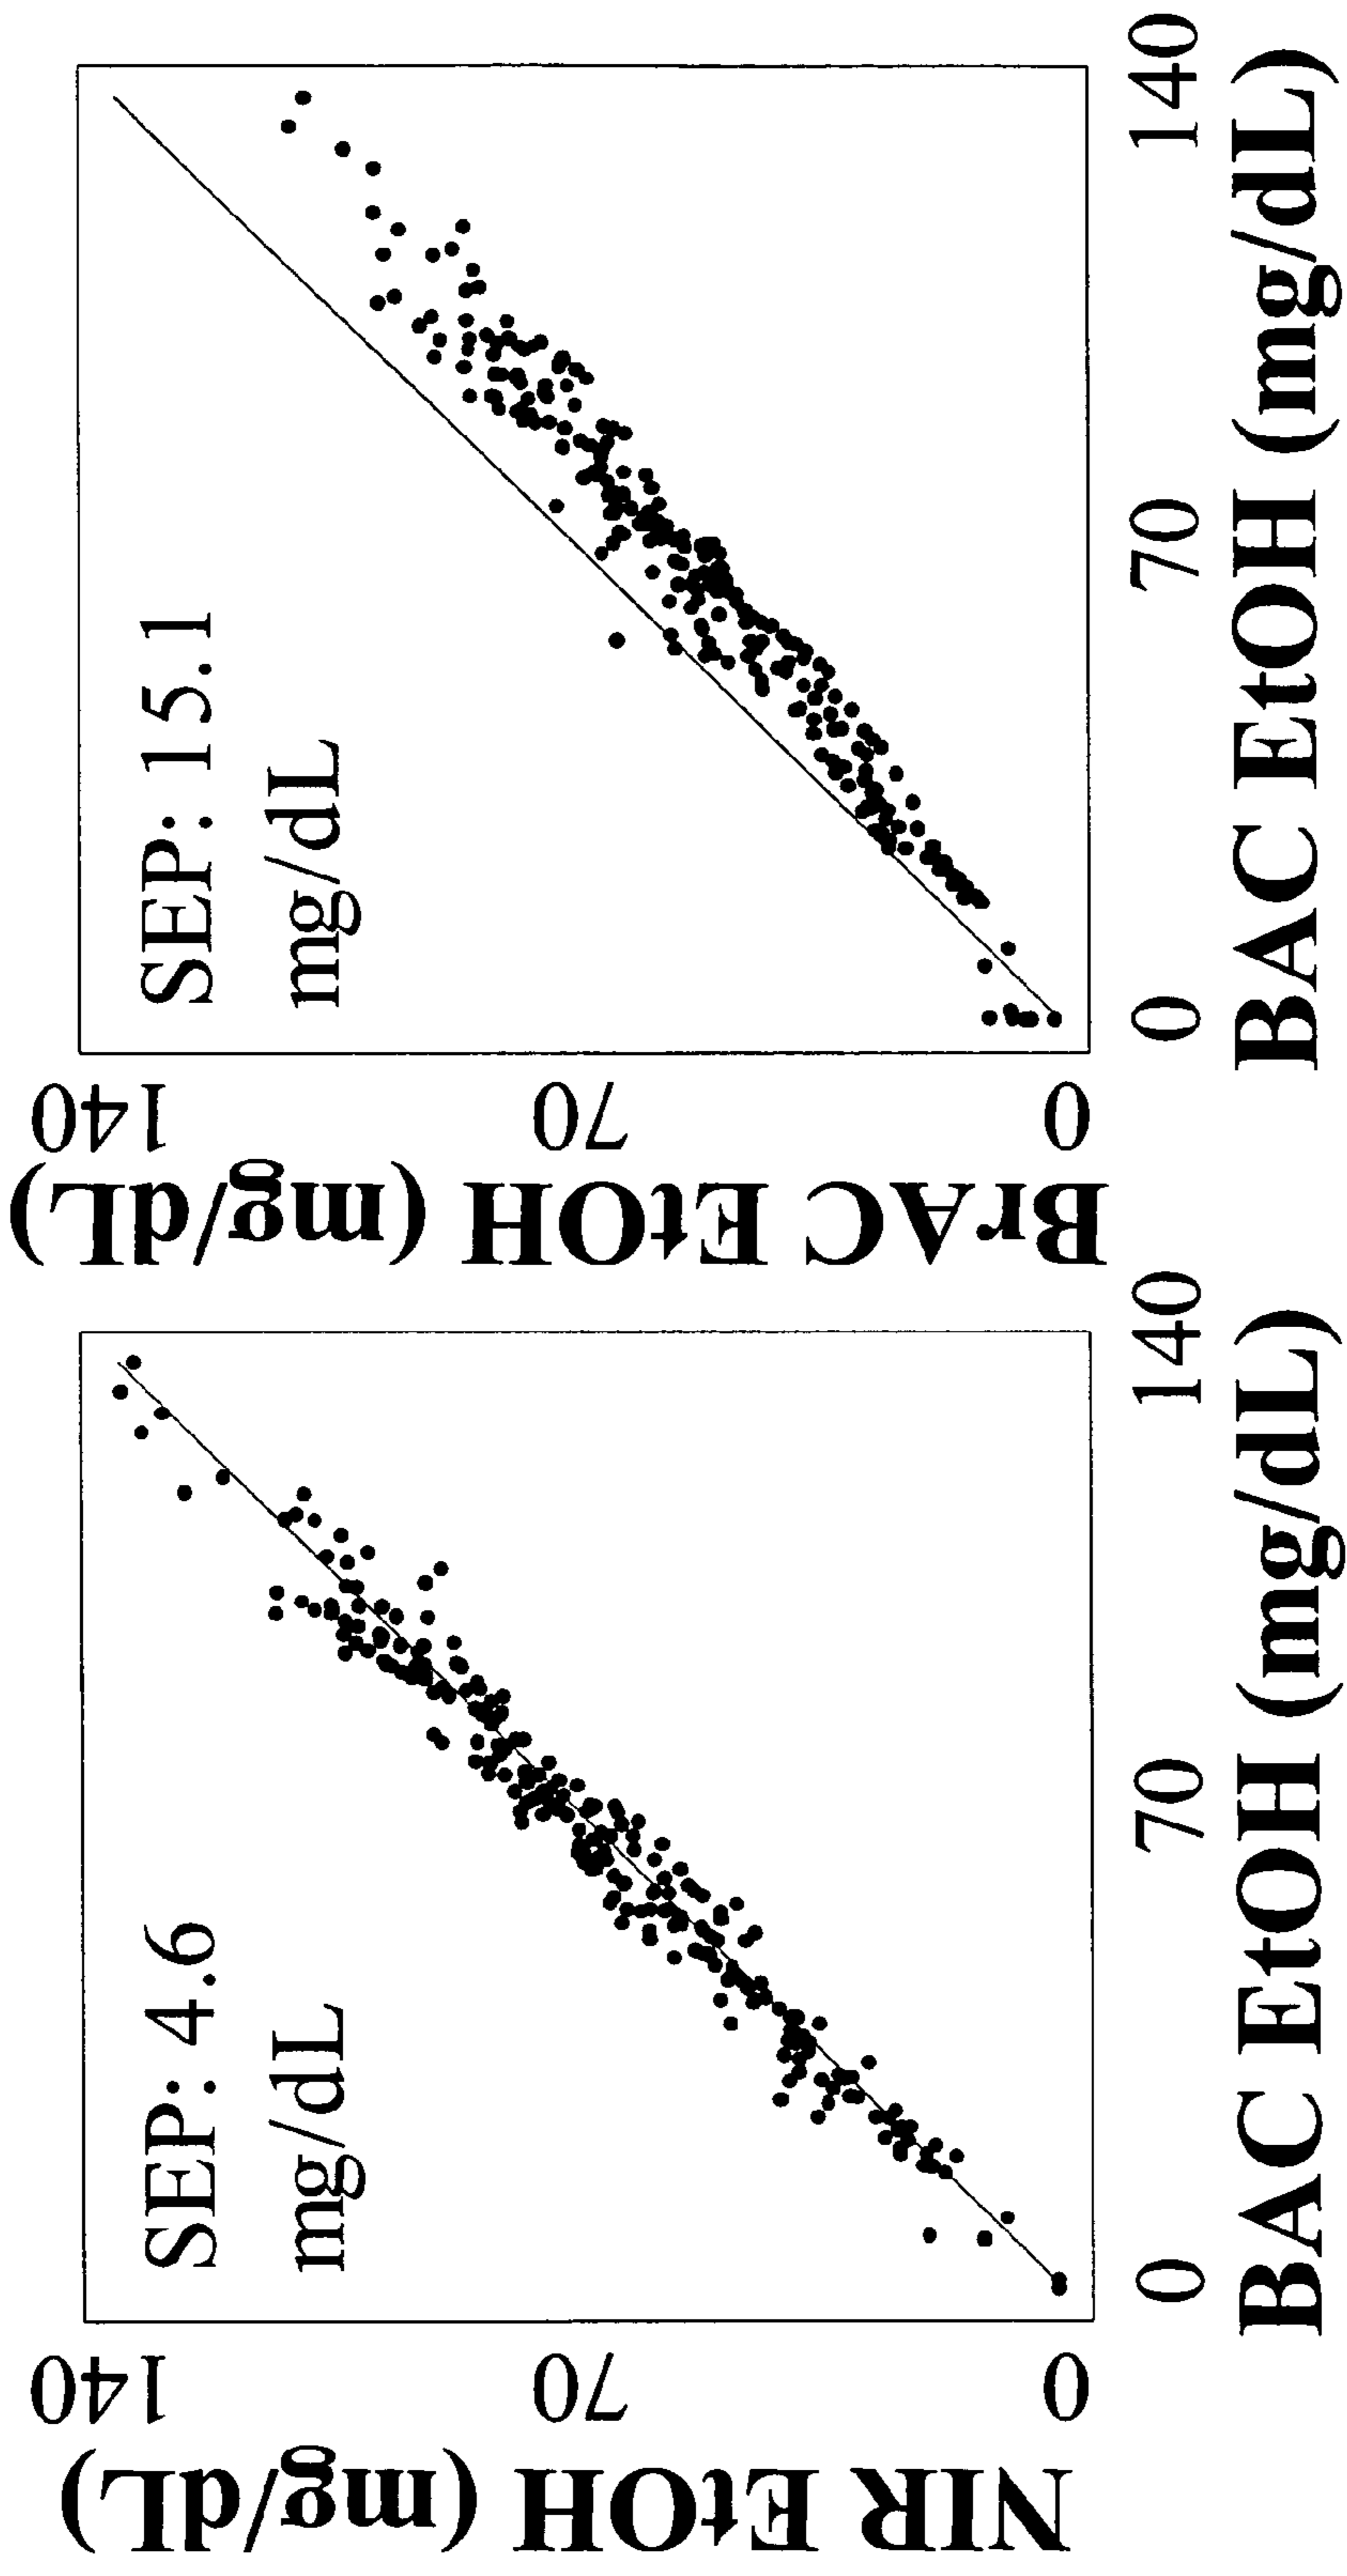 NIR EtOH (mg/dL)
140
70
0
SEP: 4.6
mg/dL
0
70
140
BAC EtOH (mg/dL)
BrAC EtOH (mg/dL)
140
70
0
SEP: 15.1
mg/dL
0
70
140
BAC EtOH (mg/dL)